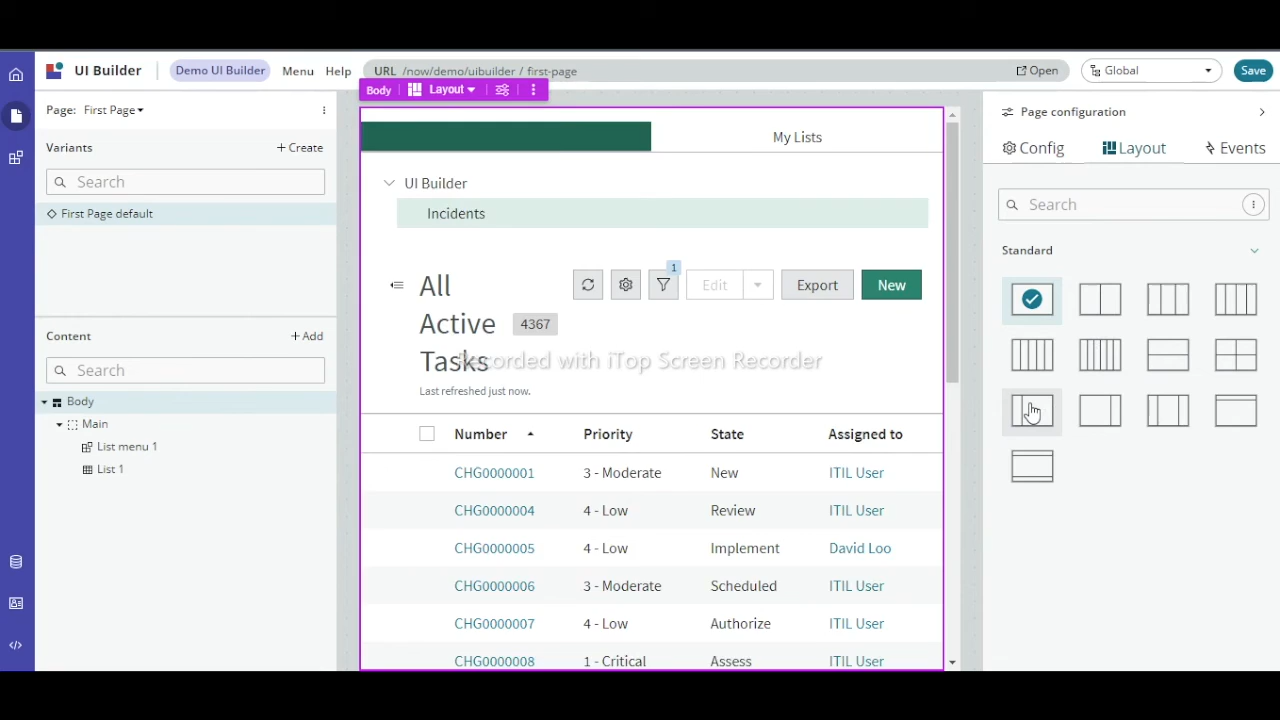 UI Builder
Demo UI Builder
Menu
Help
URL /now/demo/uibuilder / first-page
Open
Global
Save
Page: First Page
Variants
+ Create
Search
First Page default
Content
+ Add
Search
Body
Main
List menu 1
List 1
Body
Layout
My Lists
UI Builder
Incidents
All
Active
Tasks
4367
Last refreshed just now.
1
Edit
Export
New
Recorded with iTop Screen Recorder
Number
Priority
State
Assigned to
CHG0000001 3 - Moderate New ITIL User
CHG0000004 4 - Low Review ITIL User
CHG0000005 4 - Low Implement David Loo
CHG0000006 3 - Moderate Scheduled ITIL User
CHG0000007 4 - Low Authorize ITIL User
CHG0000008 1 - Critical Assess ITIL User
Page configuration
Config
Layout
Events
Search
Standard